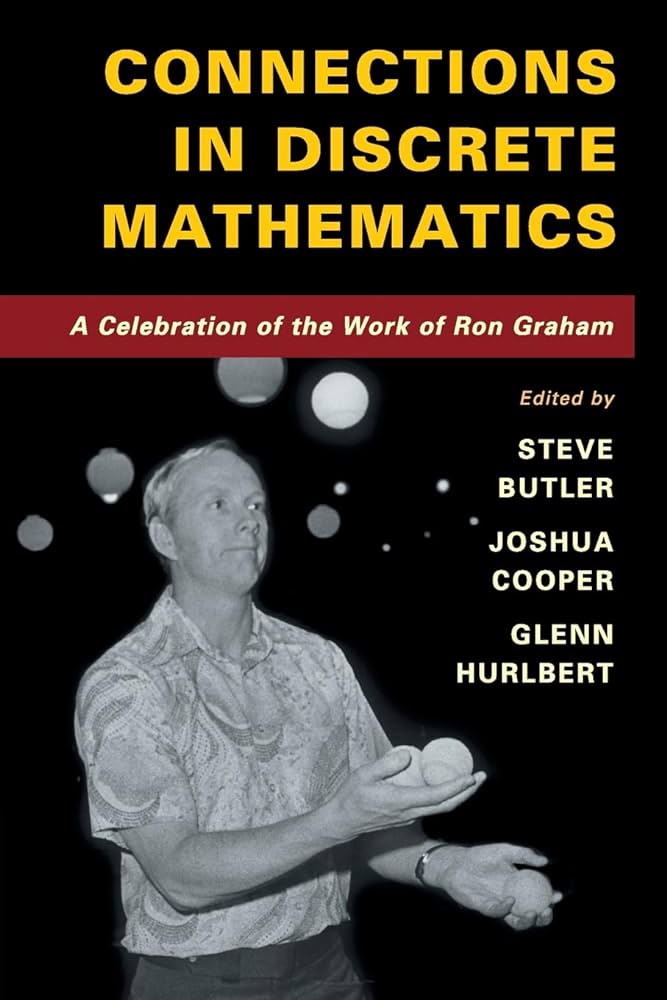 CONNECTIONS
IN DISCRETE
MATHEMATICS
A Celebration of the Work of Ron Graham
Edited by
STEVE
BUTLER
JOSHUA
COOPER
GLENN
HURLBERT